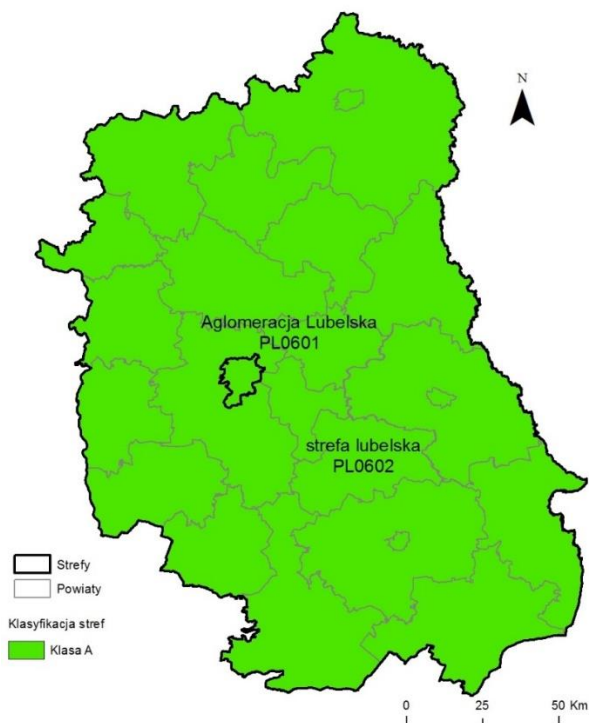 N
Aglomeracja Lubelska
PL0601
strefa lubelska
PL0602
Strefy
Powiaty
Klasyfikacja stref
Klasa A
0 25 50 Km